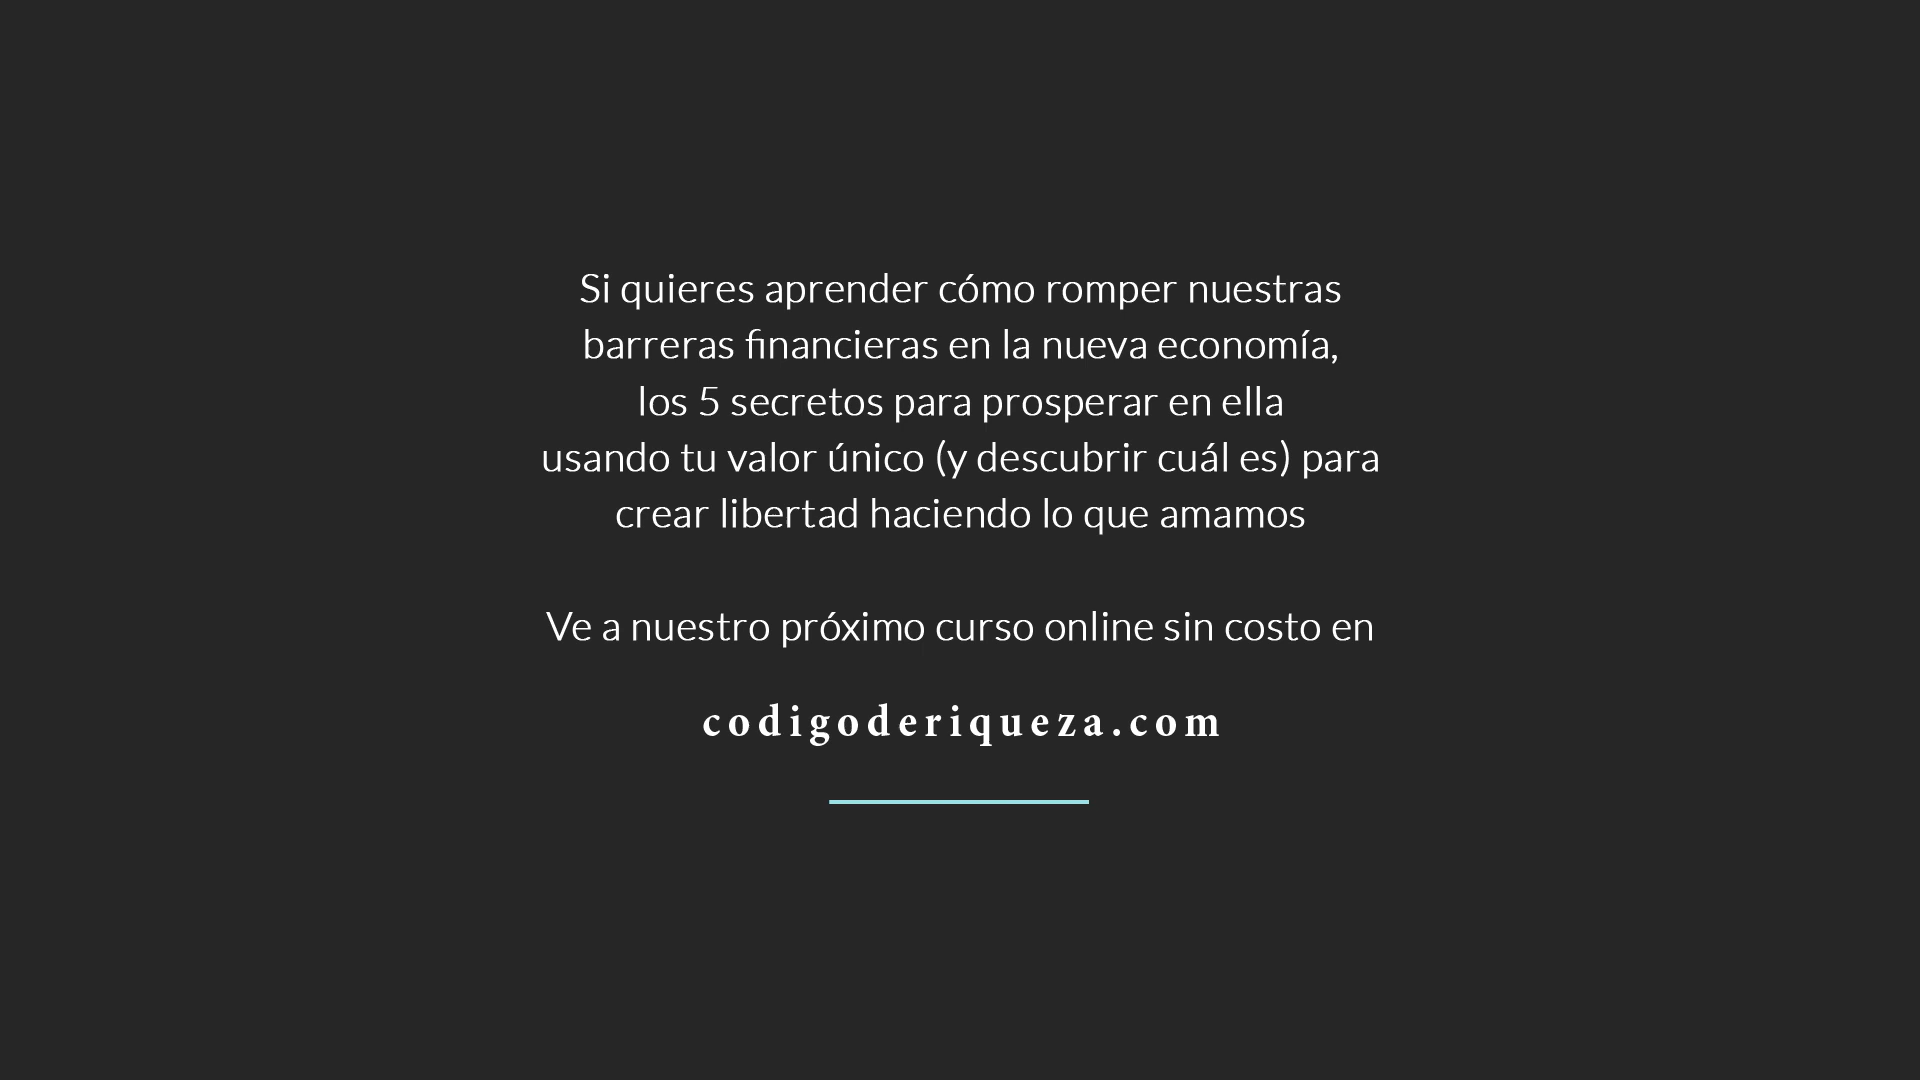 Si quieres aprender cómo romper nuestras
barreras financieras en la nueva economía,
los 5 secretos para prosperar en ella
usando tu valor único (y descubrir cuál es) para
crear libertad haciendo lo que amamos
Ve a nuestro próximo curso online sin costo en
codigoderiqueza.com